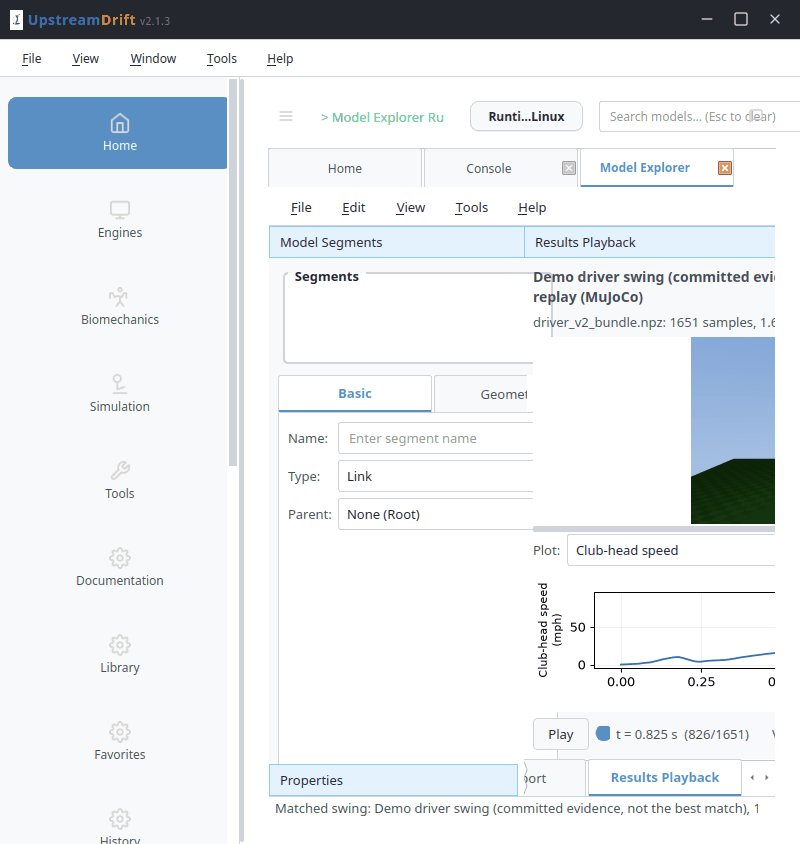 UpstreamDrift v2.1.3
File View Window Tools Help
Home
Engines
Biomechanics
Simulation
Tools
Documentation
Library
Favorites
History
> Model Explorer Ru
Runti...Linux
Search models... (Esc to clear)
Home Console Model Explorer
File Edit View Tools Help
Model Segments
Segments
Basic Geomet
Name: Enter segment name
Type: Link
Parent: None (Root)
Properties
Results Playback
Demo driver swing (committed evi
replay (MuJoCo)
driver_v2_bundle.npz: 1651 samples, 1.6
Plot: Club-head speed
Club-head speed
(mph)
50
0
0.00 0.25 0
Play t = 0.825 s (826/1651)
port Results Playback
Matched swing: Demo driver swing (committed evidence, not the best match), 1